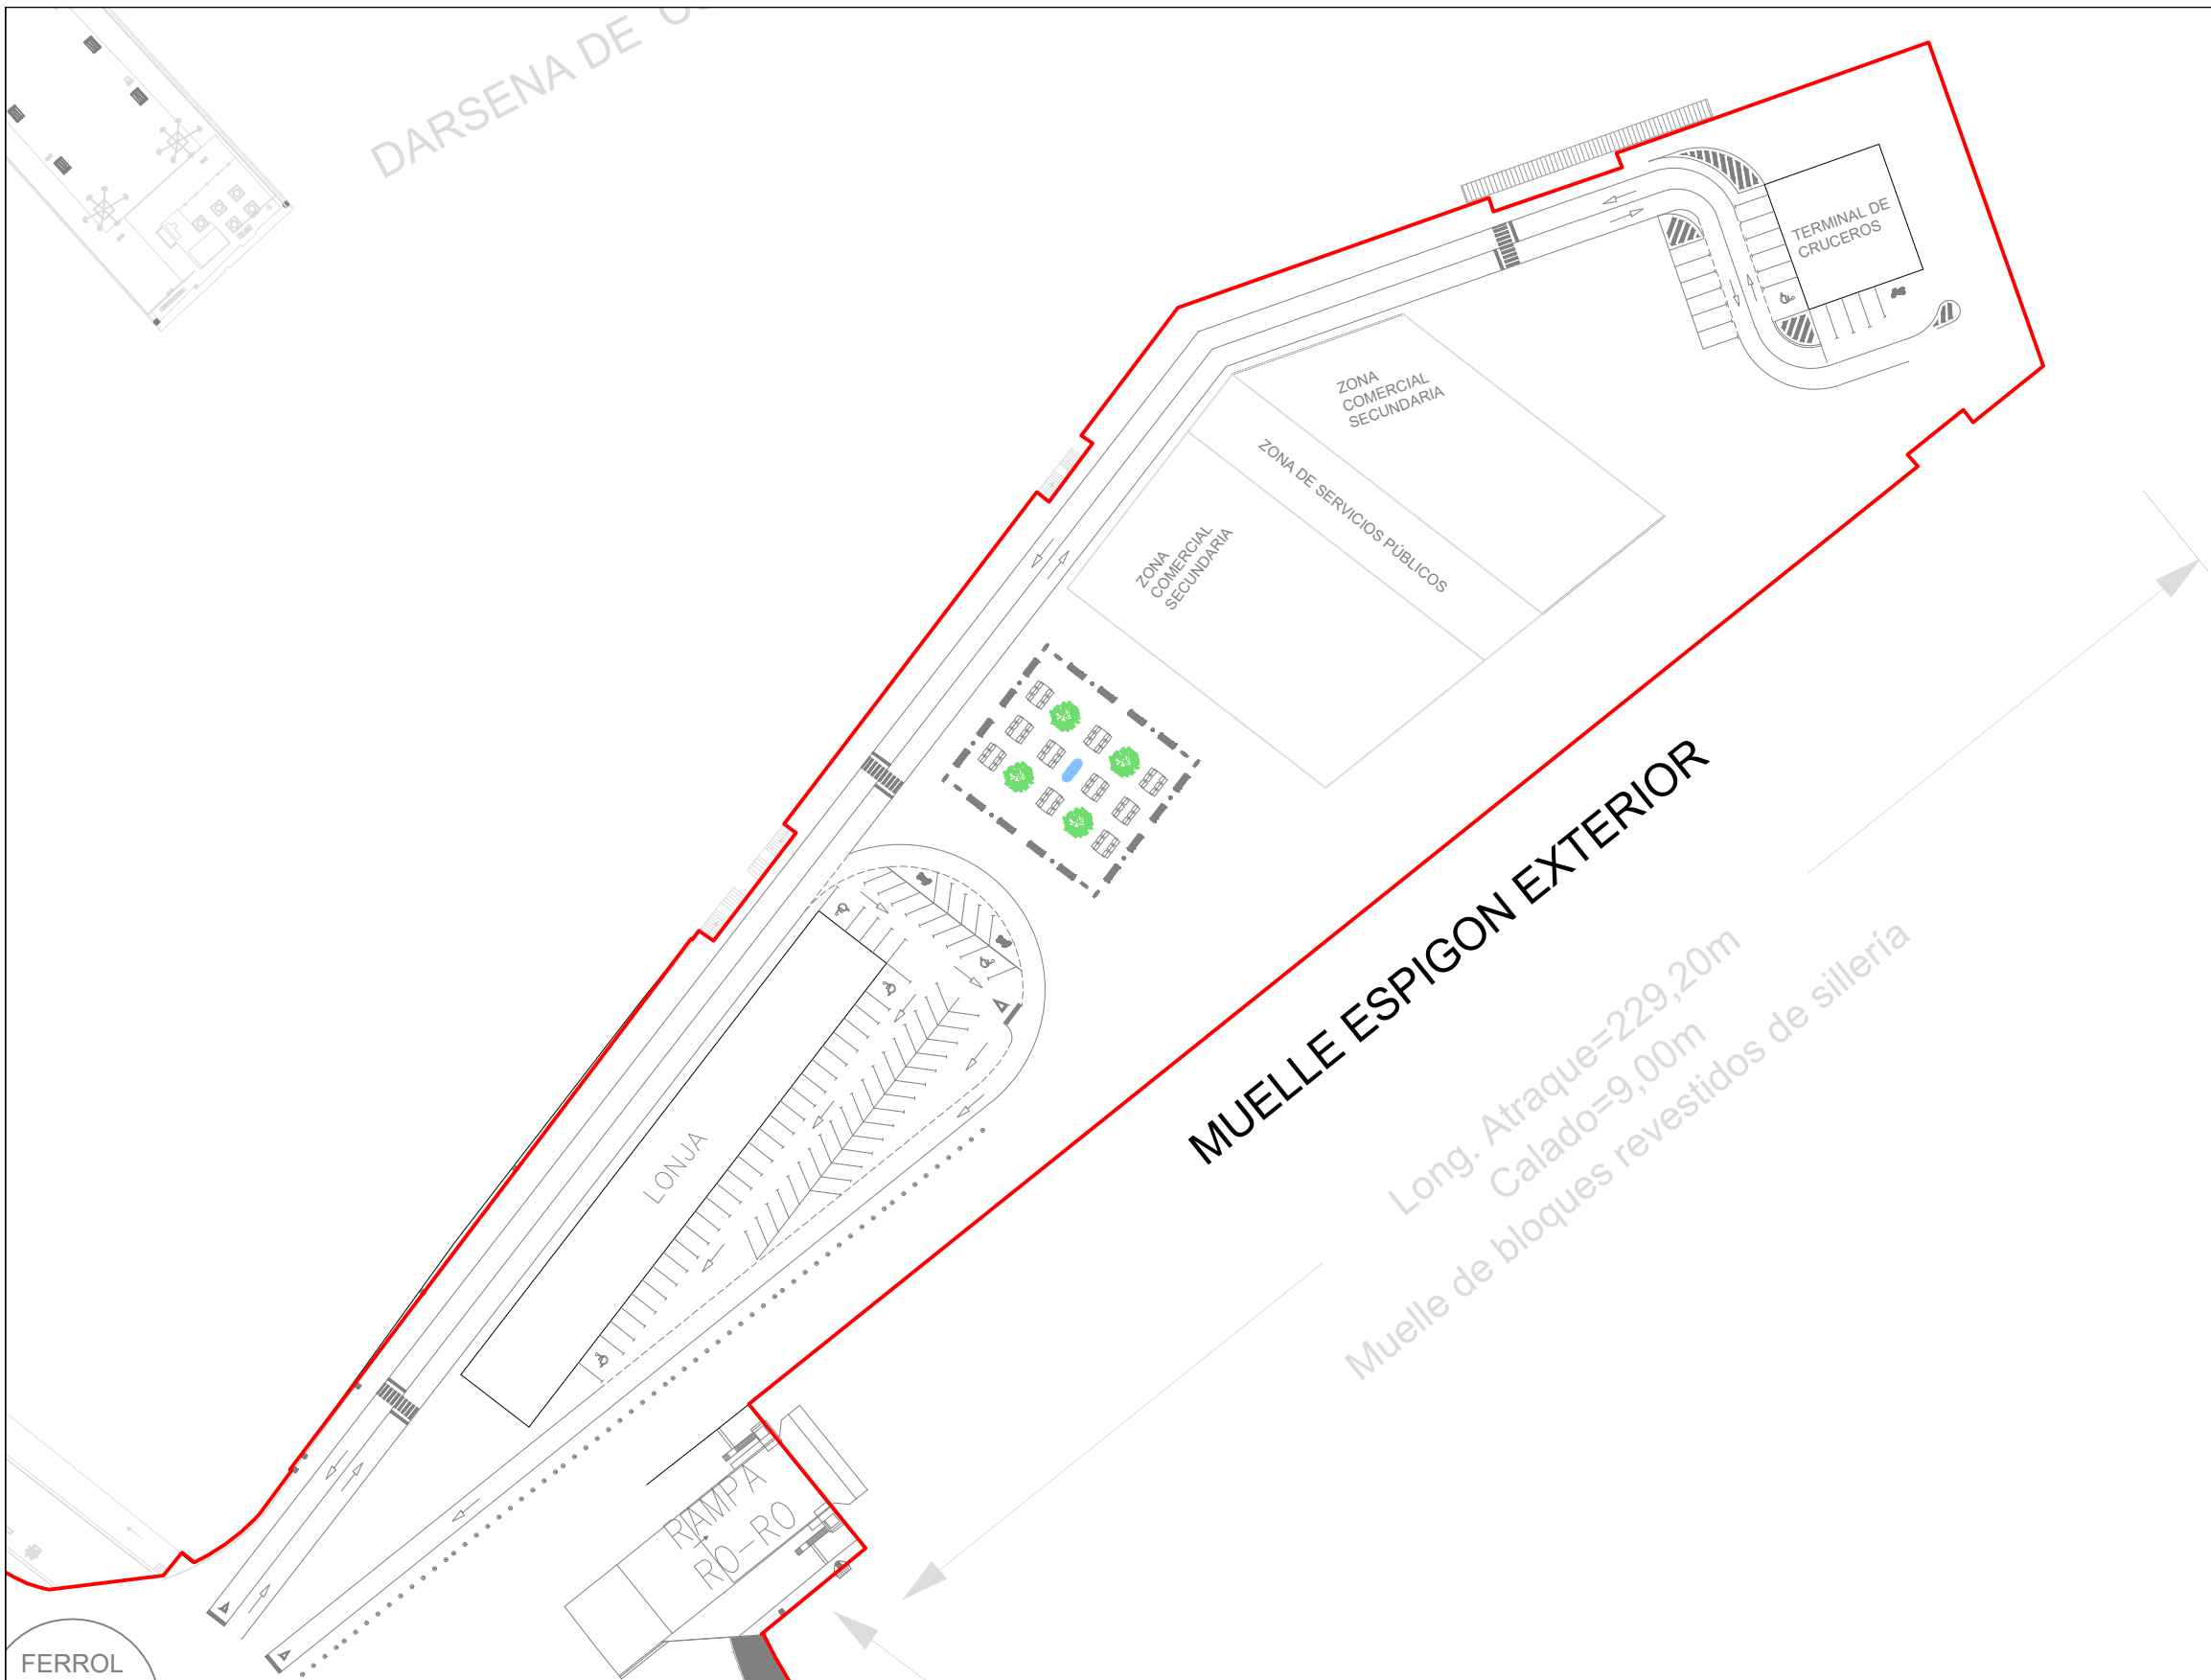 DARSENA DE
TERMINAL DE
CRUCEROS
ZONA
COMERCIAL
SECUNDARIA
ZONA DE SERVICIOS PÚBLICOS
ZONA
COMERCIAL
SECUNDARIA
MUELLE ESPIGON EXTERIOR
Long. Atraque=229,20m
Calado=9,00m
Muelle de bloques revestidos de sillería
LONJA
RAMPA
RO-RO
FERROL